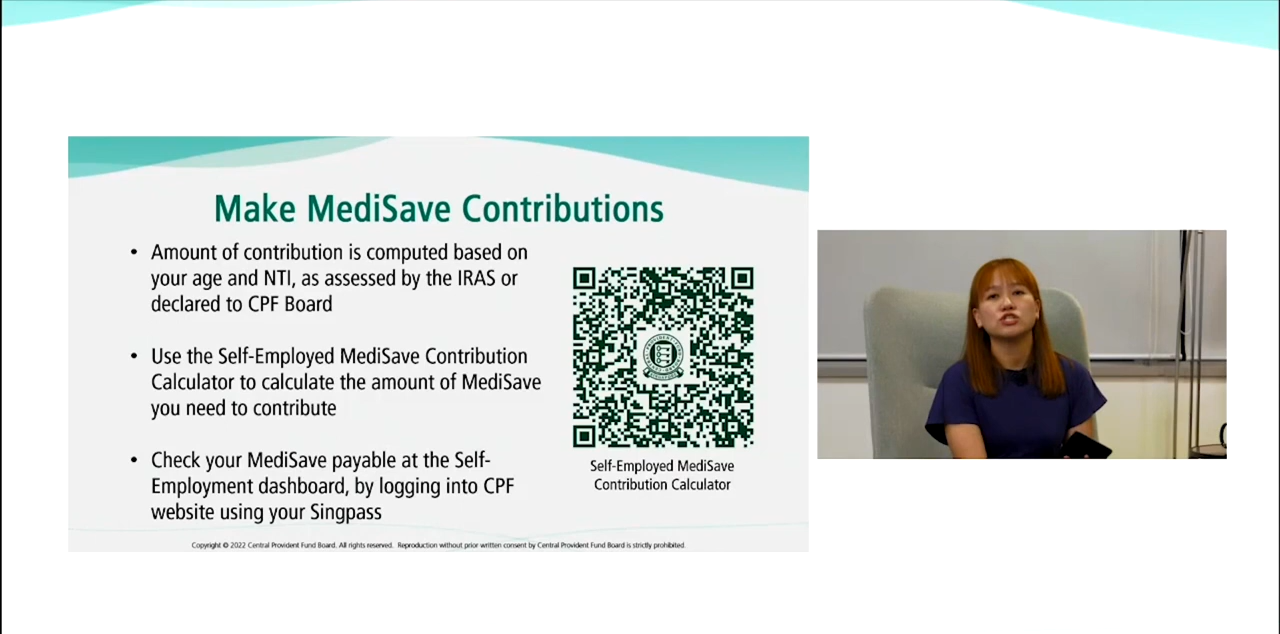 Make MediSave Contributions
• Amount of contribution is computed based on
your age and NTI, as assessed by the IRAS or
declared to CPF Board
• Use the Self-Employed MediSave Contribution
Calculator to calculate the amount of MediSave
you need to contribute
• Check your MediSave payable at the Self-
Employment dashboard, by logging into CPF
website using your Singpass
Self-Employed MediSave
Contribution Calculator
Copyright © 2022 Central Provident Fund Board. All rights reserved. Reproduction without prior written consent by Central Provident Fund Board is strictly prohibited.